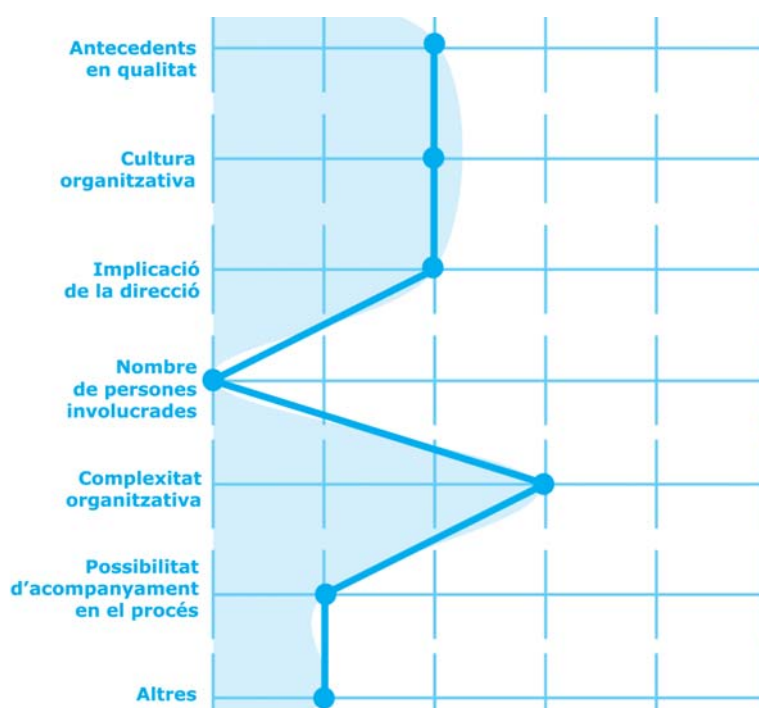 Antecedents
en qualitat
Cultura
organitzativa
Implicació
de la direcció
Nombre
de persones
involucrades
Complexitat
organitzativa
Possibilitat
d'acompanyament
en el procés
Altres